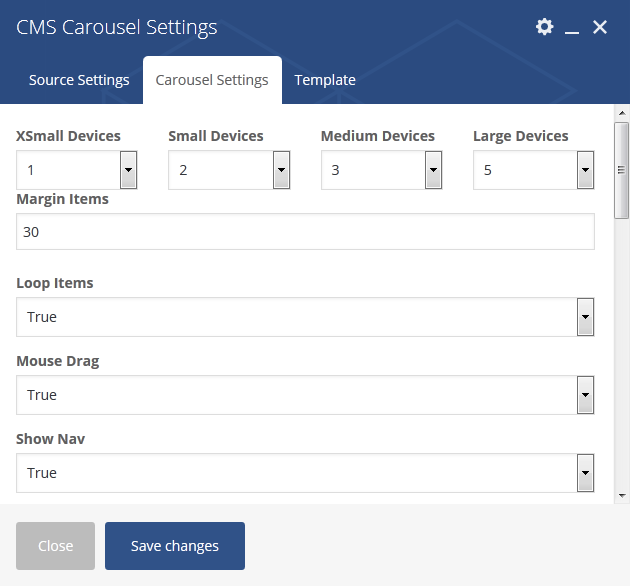 CMS Carousel Settings
Source Settings Carousel Settings Template
XSmall Devices Small Devices Medium Devices Large Devices
1 2 3 5
Margin Items
30
Loop Items
True
Mouse Drag
True
Show Nav
True
Close Save changes